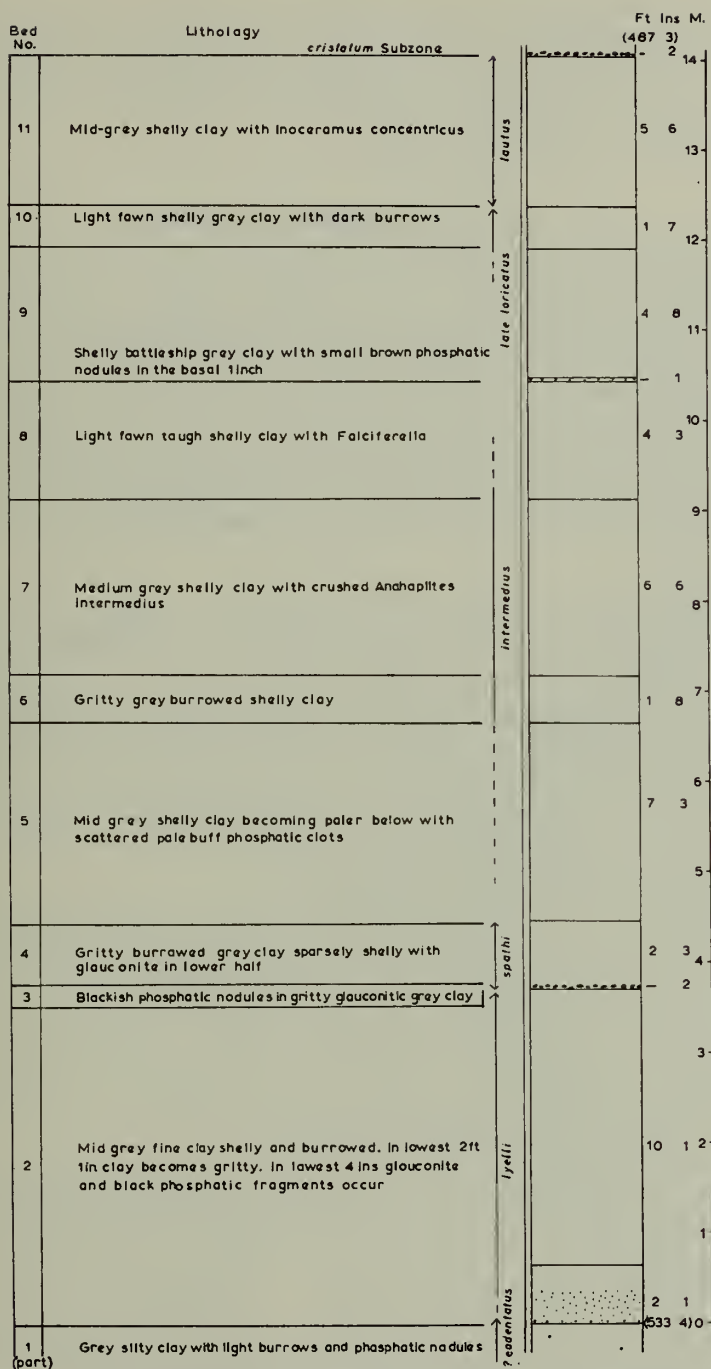 Bed No.
Lithology
cristatum Subzone
Ft Ins M.
(487 3)
- 2 14
11 Mid-grey shelly clay with Inoceramus concentricus
lautus
5 6
13
10 Light fawn shelly grey clay with dark burrows
1 7
12
late loricatus
9
4 8
11
Shelly battleship grey clay with small brown phosphatic
nodules in the basal 1inch
— 1
8 Light fawn tough shelly clay with Falciferella
4 3
10
9
7 Medium grey shelly clay with crushed Anahoplites
intermedius
intermedius
6 6
8
6 Gritty grey burrowed shelly clay
1 8
7
6
5 Mid grey shelly clay becoming paler below with
scattered pale buff phosphatic clots
7 3
5
4 Gritty burrowed grey clay sparsely shelly with
glauconite in lower half
spathi
2 3
4
3 Blackish phosphatic nodules in gritty glauconitic grey clay
— 2
3
2 Mid grey fine clay shelly and burrowed. In lowest 2ft
1in clay becomes gritty. In lowest 4 ins glauconite
and black phosphatic fragments occur
lyelli
10 1
2
1
2 1
(533 4) 0
? eodentatus
1 Grey silty clay with light burrows and phosphatic nodules
(part)